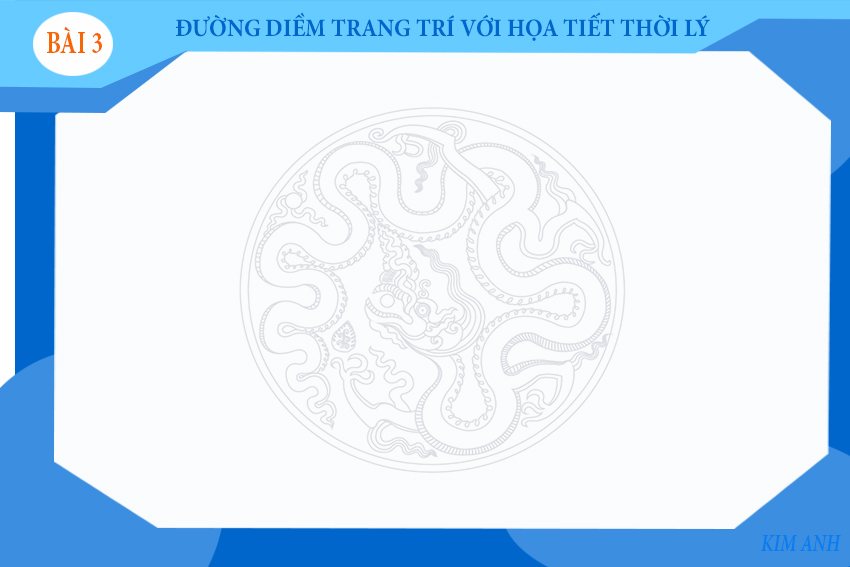 BÀI 3
ĐƯỜNG DIỀM TRANG TRÍ VỚI HỌA TIẾT THỜI LÝ
KIM ANH